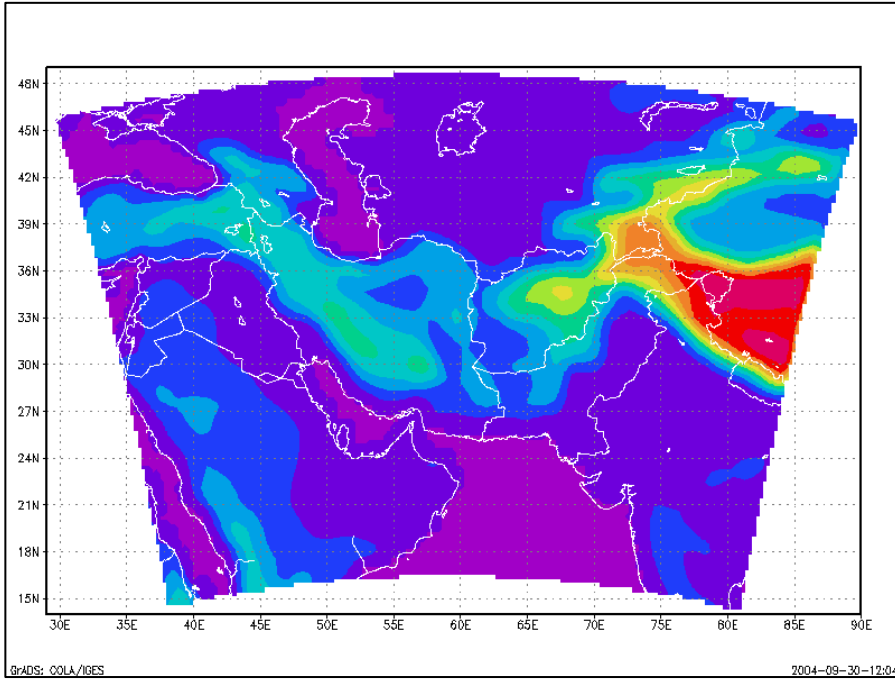 48N
45N
42N
39N
36N
33N
30N
27N
24N
21N
18N
15N
30E 35E 40E 45E 50E 55E 60E 65E 70E 75E 80E 85E 90E
GrADS: COLA/IGES 2004-09-30-12:04